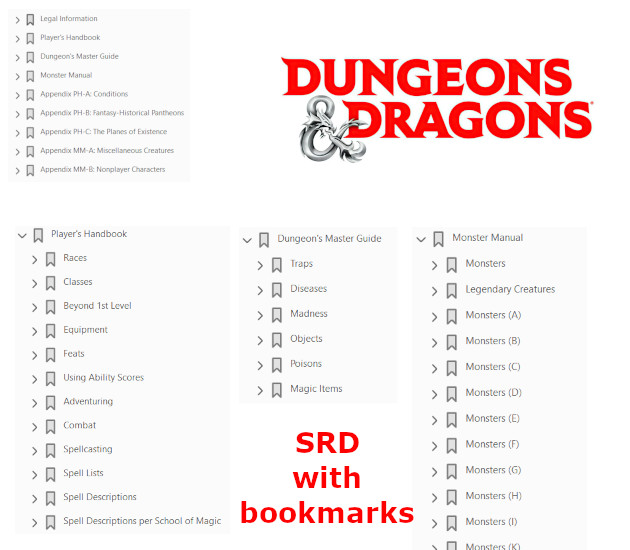 Legal Information
Player's Handbook
Dungeon's Master Guide
Monster Manual
Appendix PH-A: Conditions
Appendix PH-B: Fantasy-Historical Pantheons
Appendix PH-C: The Planes of Existence
Appendix MM-A: Miscellaneous Creatures
Appendix MM-B: Nonplayer Characters
DUNGEONS
& DRAGONS®
Player's Handbook
Races
Classes
Beyond 1st Level
Equipment
Feats
Using Ability Scores
Adventuring
Combat
Spellcasting
Spell Lists
Spell Descriptions
Spell Descriptions per School of Magic
Dungeon's Master Guide
Traps
Diseases
Madness
Objects
Poisons
Magic Items
SRD
with
bookmarks
Monster Manual
Monsters
Legendary Creatures
Monsters (A)
Monsters (B)
Monsters (C)
Monsters (D)
Monsters (E)
Monsters (F)
Monsters (G)
Monsters (H)
Monsters (I)
Monsters (K)